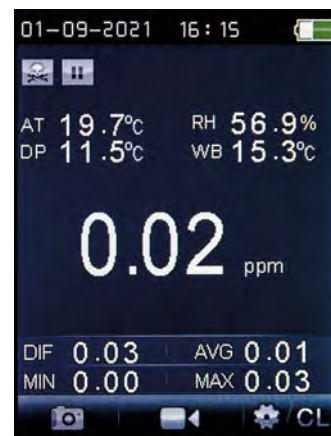 01-09-2021 16:15
AT 19.7°C RH 56.9%
DP 11.5°C WB 15.3°C
0.02 ppm
DIF 0.03 AVG 0.01
MIN 0.00 MAX 0.03
CL